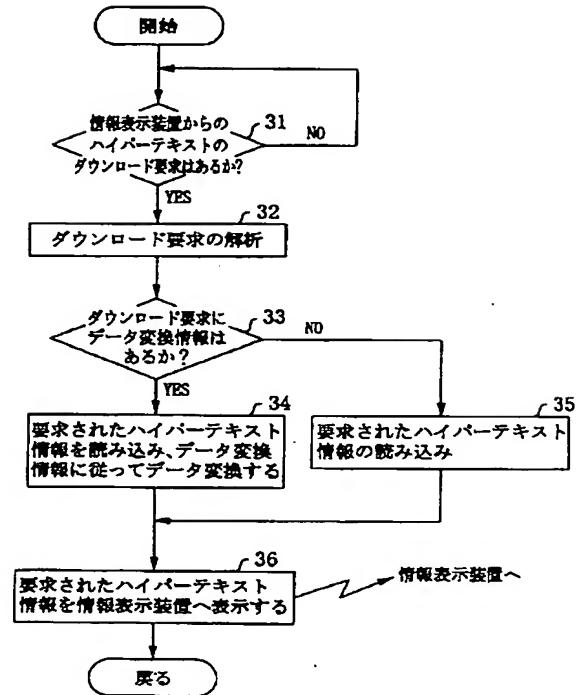 開始
情報表示装置からの
ハイパーテキストの
ダウンロード要求はあるか?
31
NO
YES
32
ダウンロード要求の解析
33
ダウンロード要求に
データ変換情報は
あるか?
NO
YES
34
要求されたハイパーテキスト
情報を読み込み、データ変換
情報に従ってデータ変換する
35
要求されたハイパーテキスト
情報の読み込み
36
要求されたハイパーテキスト
情報を情報表示装置へ表示する
情報表示装置へ
戻る